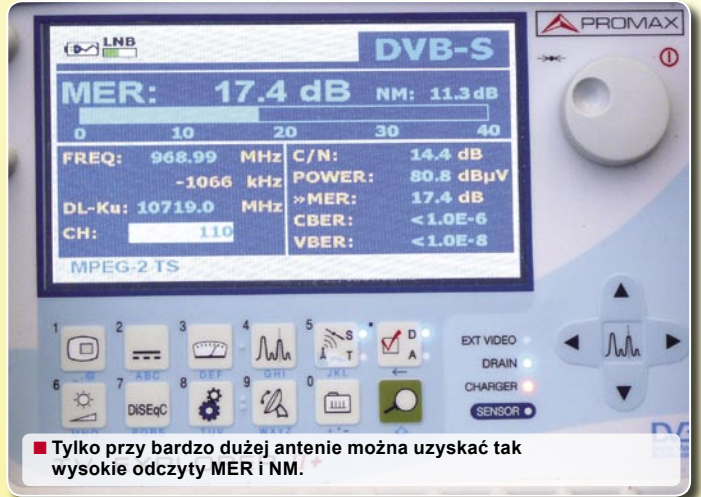 PROMAX
LNB
DVB-S
MER: 17.4 dB NM: 11.3 dB
0 10 20 30 40
FREQ: 968.99 MHz
-1066 kHz
DL-Ku: 10719.0 MHz
CH: 110
C/N: 14.4 dB
POWER: 80.8 dBµV
»MER: 17.4 dB
CBER: <1.0E-6
VBER: <1.0E-8
MPEG-2 TS
1 2 3 4 5 S T D A
ABC DEF GHI JKL
6 7 DiSEqC 8 9 0
EXT VIDEO
DRAIN
CHARGER
SENSOR
■ Tylko przy bardzo dużej antenie można uzyskać tak
wysokie odczyty MER i NM.